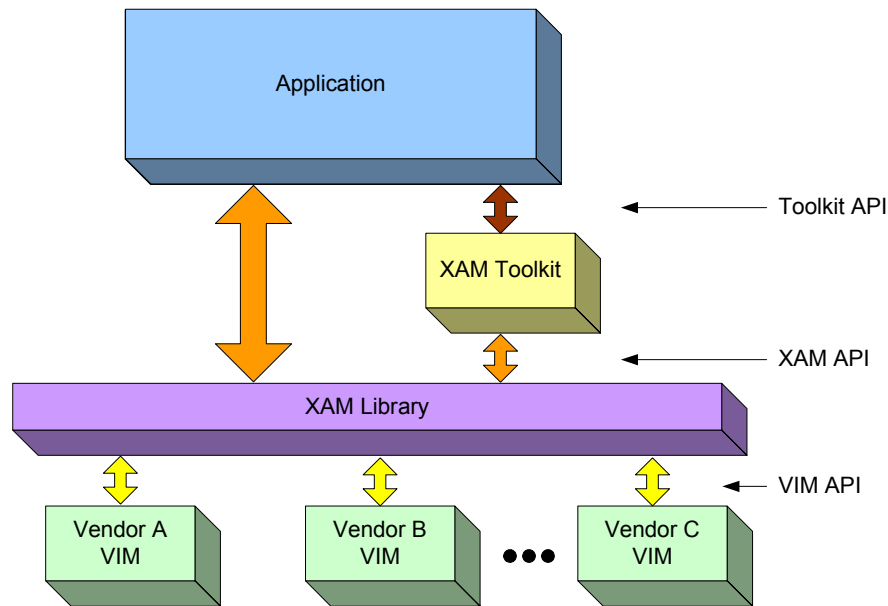 Application
Toolkit API
XAM Toolkit
XAM API
XAM Library
VIM API
Vendor A
VIM
Vendor B
VIM
Vendor C
VIM